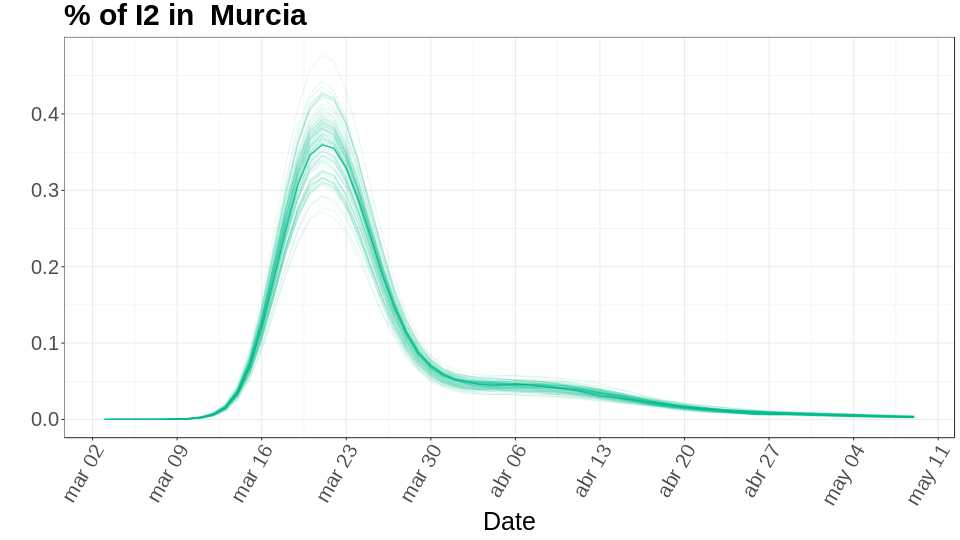 % of I2 in  Murcia
0.4
0.3
0.2
0.1
0.0
mar 02
mar 09
mar 16
mar 23
mar 30
abr 06
abr 13
abr 20
abr 27
may 04
may 11
Date